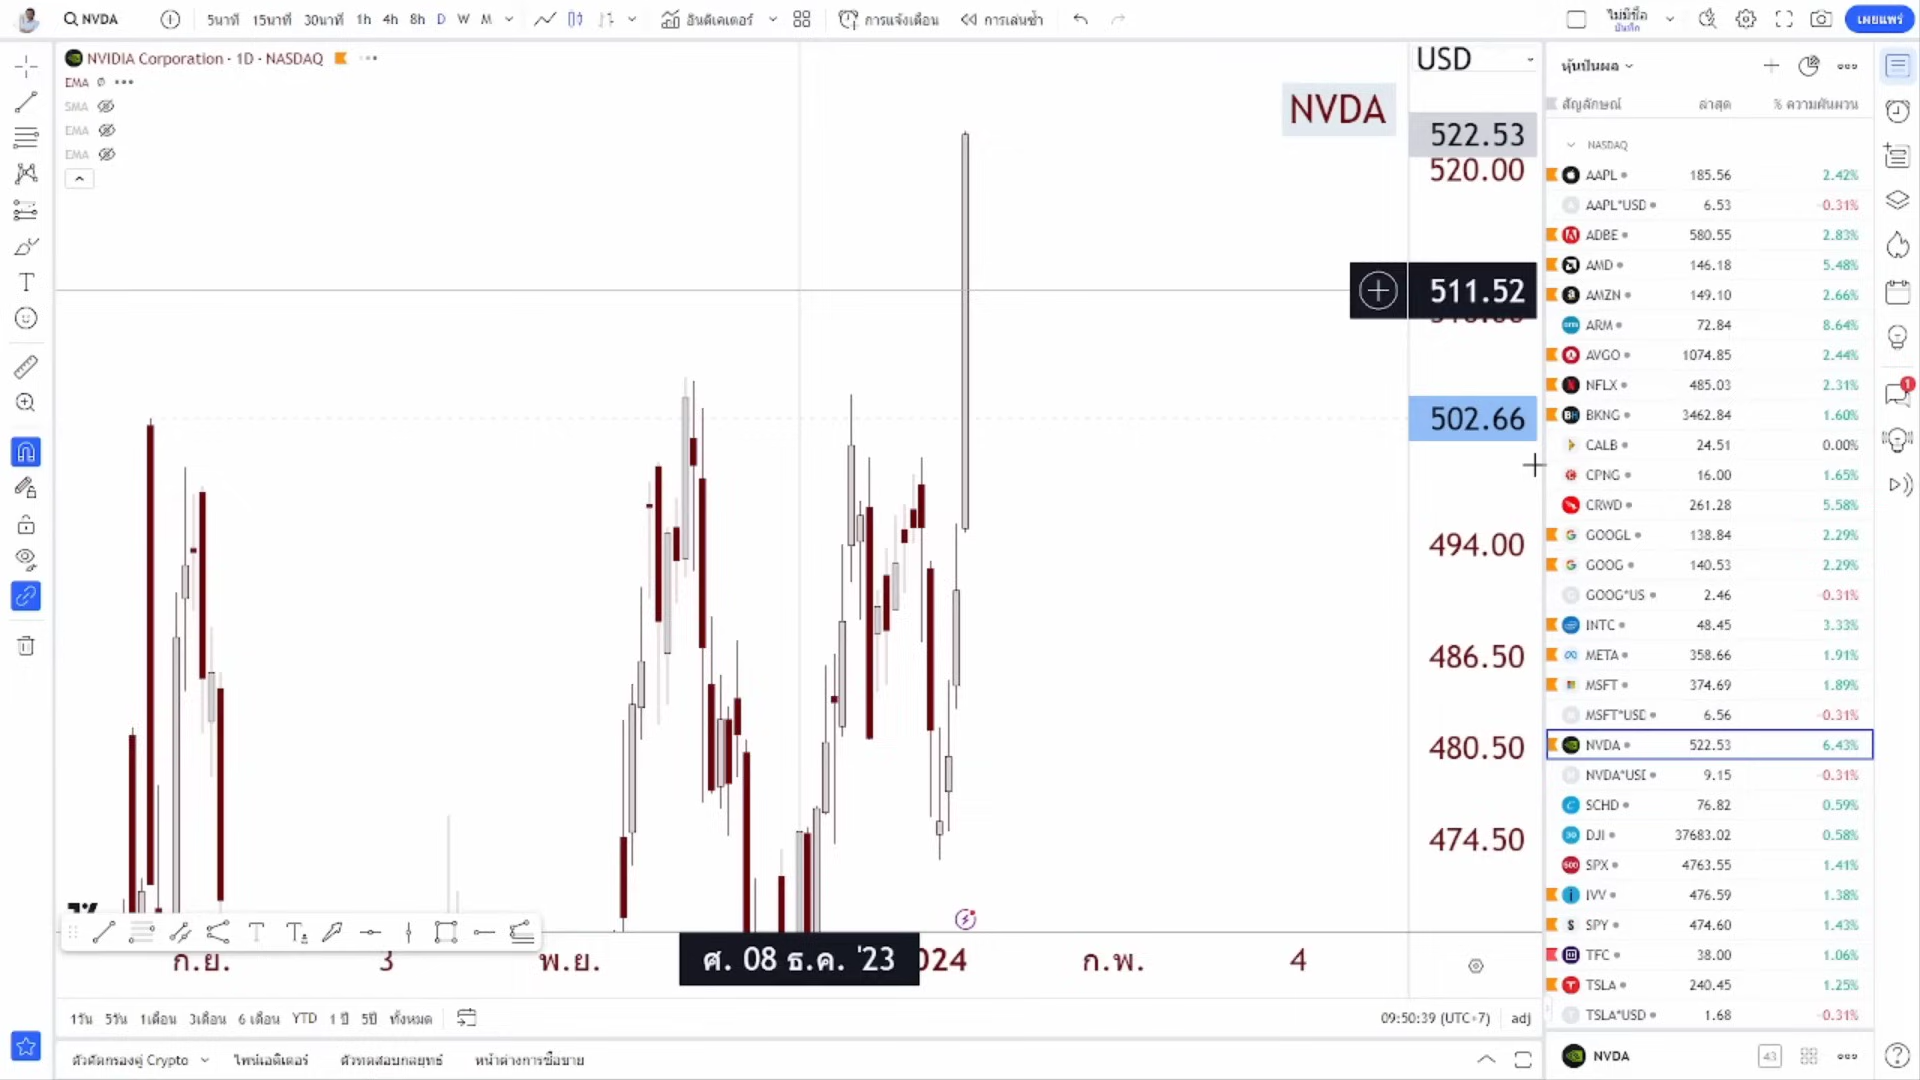 NVDA
5นาที 15นาที 30นาที 1h 4h 8h D W M
อินดิเคเตอร์
การแจ้งเตือน
การเล่นซ้ำ
ไม่มีชื่อ
บันทึก
เผยแพร่
NVIDIA Corporation · 1D · NASDAQ
EMA
SMA
EMA
EMA
NVDA
USD
522.53
520.00
511.52
502.66
494.00
486.50
480.50
474.50
ก.ย. 3 พ.ย. ศ. 08 ธ.ค. '23 024 ก.พ. 4
1วัน 5วัน 1เดือน 3เดือน 6 เดือน YTD 1 ปี 5ปี ทั้งหมด
09:50:39 (UTC+7) adj
ตัวคัดกรองคู่ Crypto ไพน์เอดิเตอร์ ตัวทดสอบกลยุทธ์ หน้าต่างการซื้อขาย
หุ้นปันผล
สัญลักษณ์ ล่าสุด % ความผันผวน
NASDAQ
AAPL 185.56 2.42%
AAPL*USD 6.53 -0.31%
ADBE 580.55 2.83%
AMD 146.18 5.48%
AMZN 149.10 2.66%
ARM 72.84 8.64%
AVGO 1074.85 2.44%
NFLX 485.03 2.31%
BKNG 3462.84 1.60%
CALB 24.51 0.00%
CPNG 16.00 1.65%
CRWD 261.28 5.58%
GOOGL 138.84 2.29%
GOOG 140.53 2.29%
GOOG*US 2.46 -0.31%
INTC 48.45 3.33%
META 358.66 1.91%
MSFT 374.69 1.89%
MSFT*USD 6.56 -0.31%
NVDA 522.53 6.43%
NVDA*USD 9.15 -0.31%
SCHD 76.82 0.59%
DJI 37683.02 0.58%
SPX 4763.55 1.41%
IVV 476.59 1.38%
SPY 474.60 1.43%
TFC 38.00 1.06%
TSLA 240.45 1.25%
TSLA*USD 1.68 -0.31%
NVDA
43
1